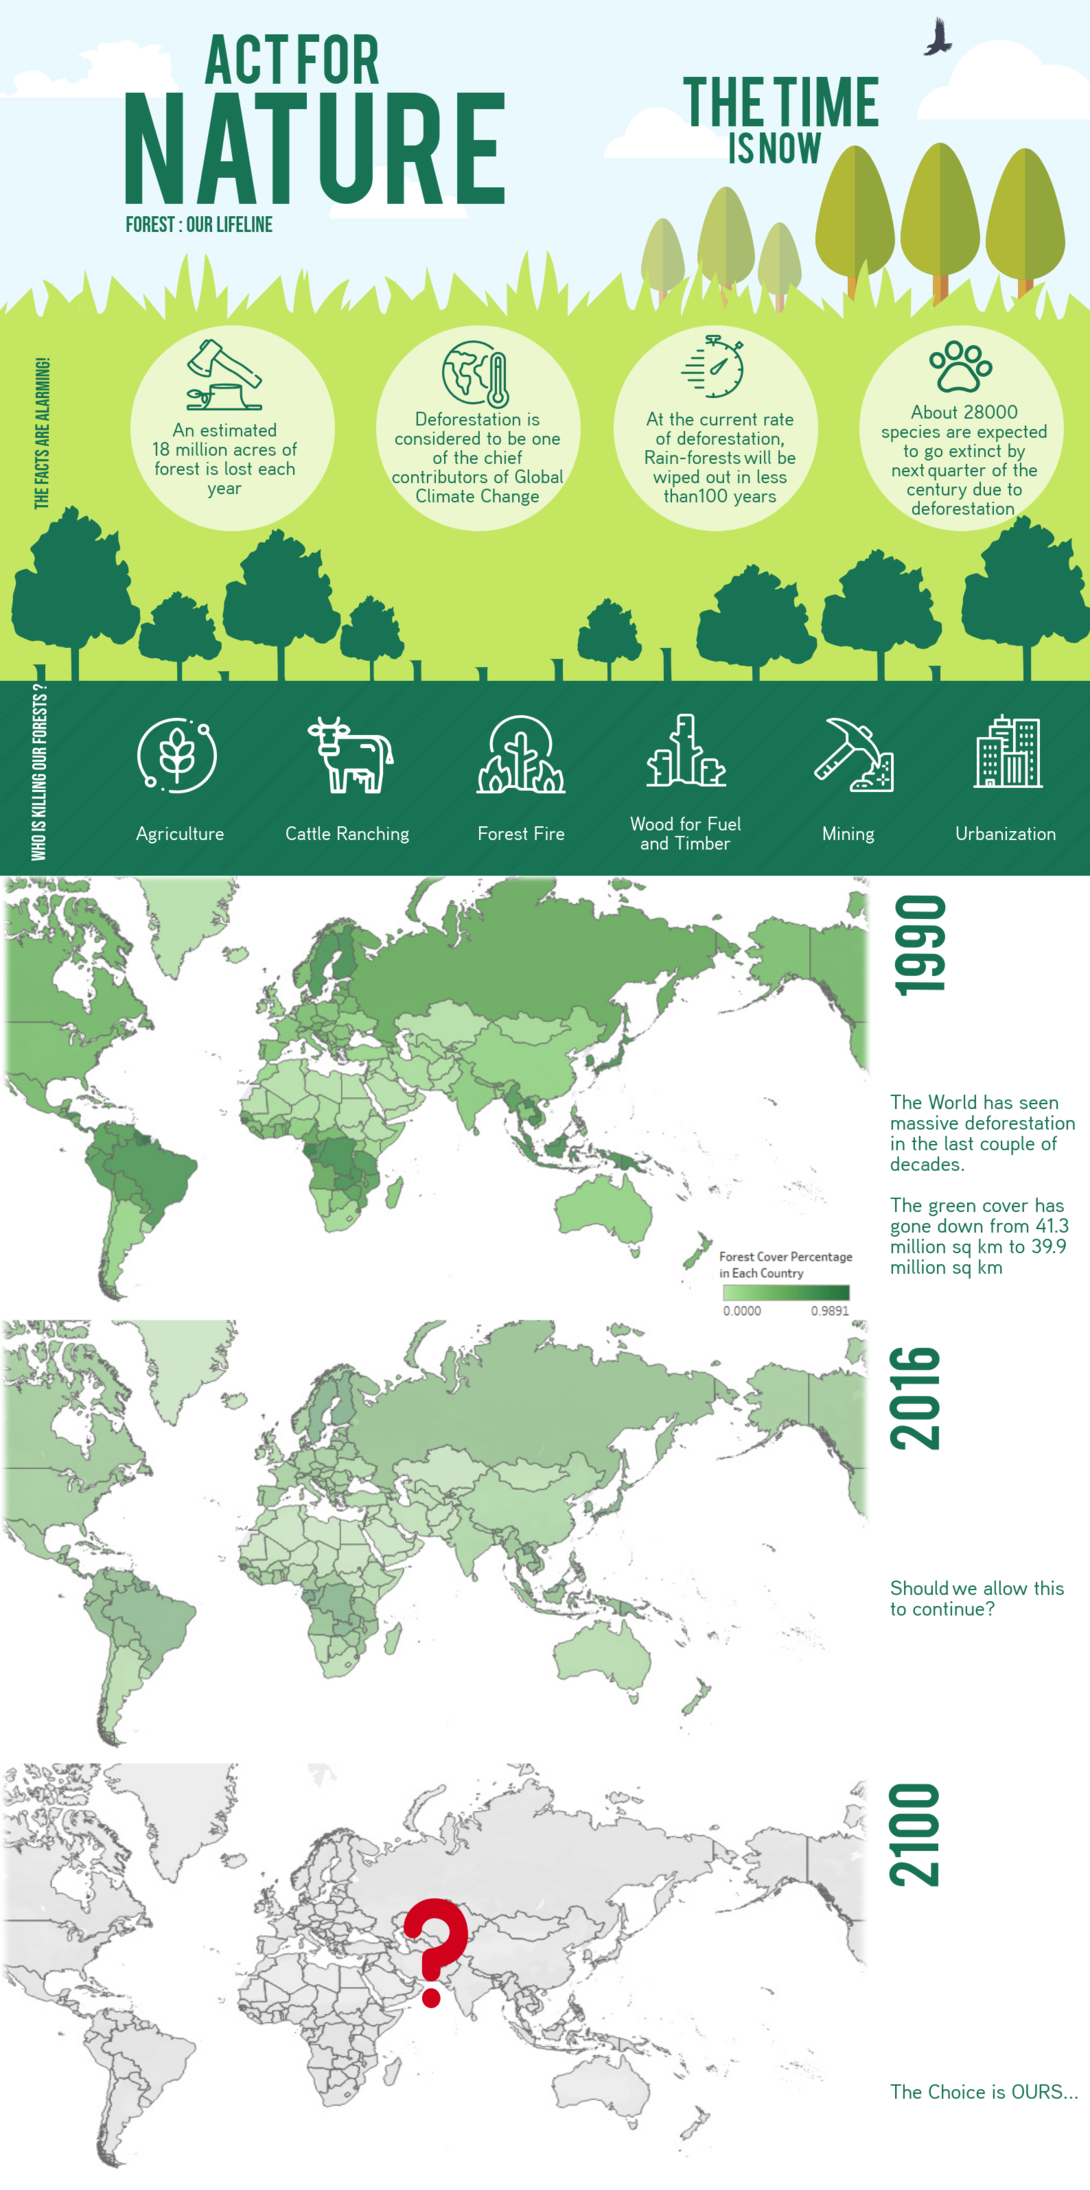 ACT FOR
NATURE
FOREST : OUR LIFELINE
THE TIME
IS NOW
THE FACTS ARE ALARMING!
An estimated
18 million acres of
forest is lost each
year
Deforestation is
considered to be one
of the chief
contributors of Global
Climate Change
At the current rate
of deforestation,
Rain-forests will be
wiped out in less
than100 years
About 28000
species are expected
to go extinct by
next quarter of the
century due to
deforestation
WHO IS KILLING OUR FORESTS ?
Agriculture
Cattle Ranching
Forest Fire
Wood for Fuel
and Timber
Mining
Urbanization
1990
The World has seen
massive deforestation
in the last couple of
decades.
The green cover has
gone down from 41.3
million sq km to 39.9
million sq km
Forest Cover Percentage
in Each Country
0.0000 0.9891
2016
Should we allow this
to continue?
2100
?
The Choice is OURS...